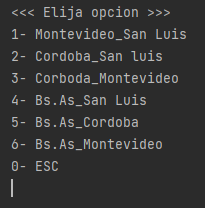 <<< Elija opcion >>>
1- Montevideo_San Luis
2- Cordoba_San luis
3- Corboda_Montevideo
4- Bs.As_San Luis
5- Bs.As_Cordoba
6- Bs.As_Montevideo
0- ESC